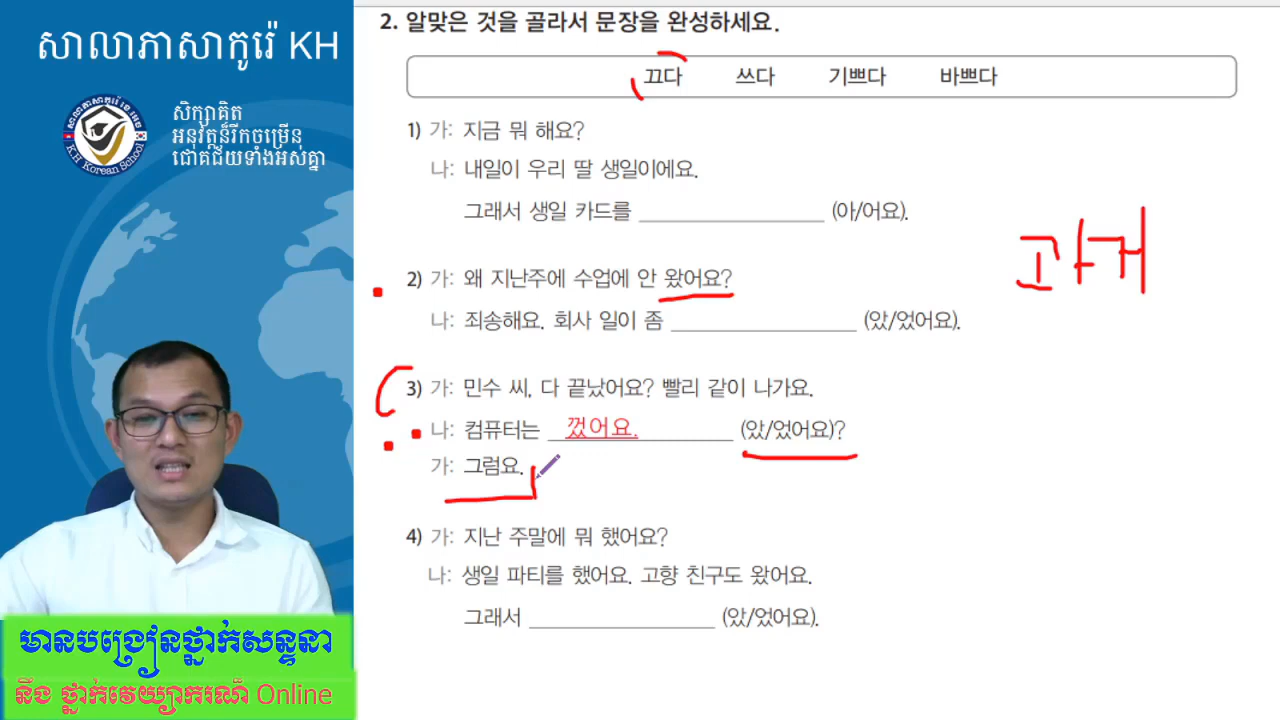 សាលាភាសាកូរ៉េ KH
សិក្សាគិត
អនុវត្តន៍រីកចម្រើន
ជោគជ័យទាំងអស់គ្នា
K.H Korean School
2. 알맞은 것을 골라서 문장을 완성하세요.
끄다 쓰다 기쁘다 바쁘다
1) 가: 지금 뭐 해요?
나: 내일이 우리 딸 생일이에요.
그래서 생일 카드를 ____________ (아/어요).
과거
2) 가: 왜 지난주에 수업에 안 왔어요?
나: 죄송해요. 회사 일이 좀 ____________ (았/었어요).
3) 가: 민수 씨, 다 끝났어요? 빨리 같이 나가요.
나: 컴퓨터는 껐어요. (았/었어요)?
가: 그럼요.
4) 가: 지난 주말에 뭐 했어요?
나: 생일 파티를 했어요. 고향 친구도 왔어요.
그래서 ____________ (았/었어요).
មានបង្រៀនថ្នាក់សន្ទនា
នឹង ថ្នាក់វេយ្យាករណ៍ Online